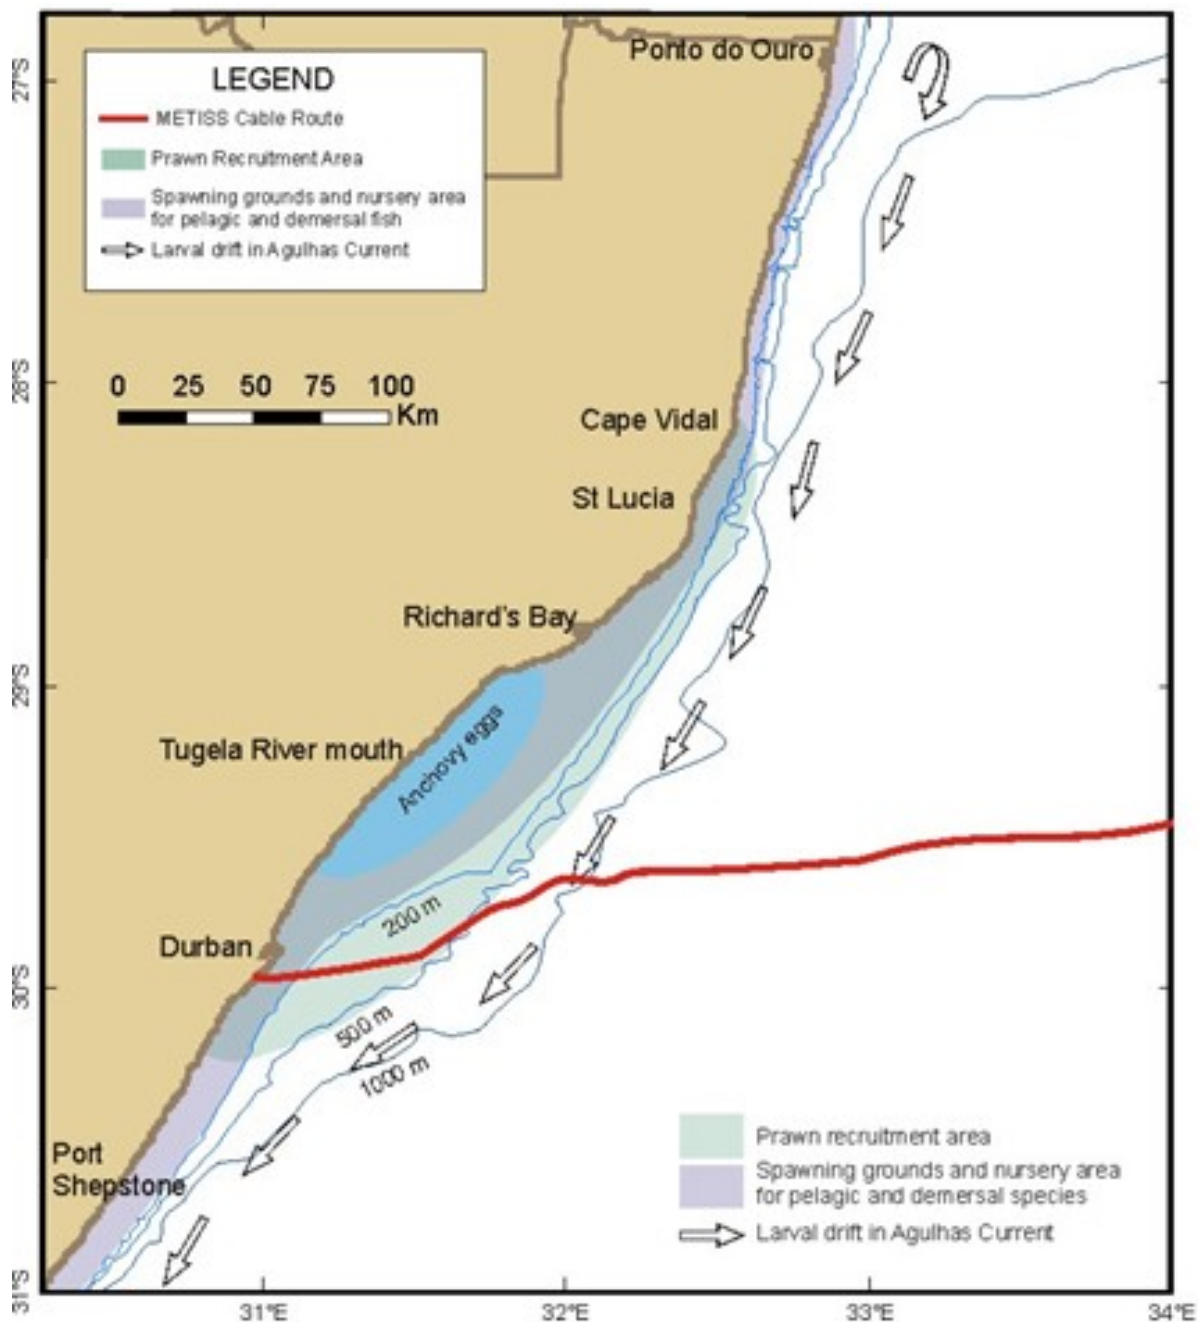 Ponto do Ouro
27°S
LEGEND
METISS Cable Route
Prawn Recruitment Area
Spawning grounds and nursery area
for pelagic and demersal fish
Larval drift in Agulhas Current
28°S
0 25 50 75 100
Km
Cape Vidal
St Lucia
Richard's Bay
29°S
Anchovy eggs
Tugela River mouth
200 m
Durban
30°S
500 m
1000 m
Port
Shepstone
Prawn recruitment area
Spawning grounds and nursery area
for pelagic and demersal species
Larval drift in Agulhas Current
31°S
31°E 32°E 33°E 34°E